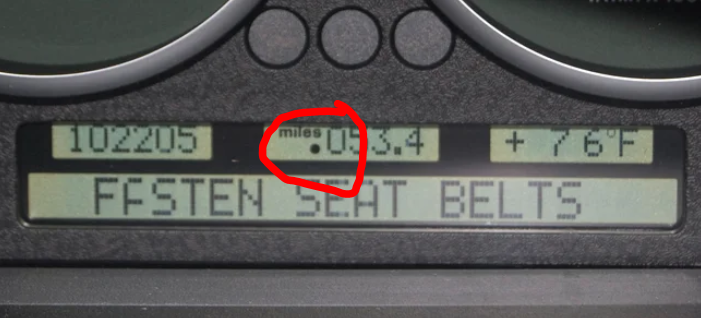 102205 miles •053.4 + 76°F
FFSTEN SEAT BELTS